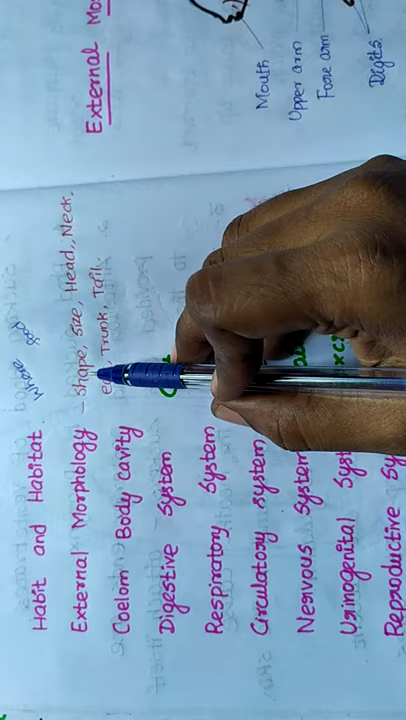 External Mo
Mouth
Upper arm
Fore arm
Digits
Habit and Habitat.
External Morphology - Shape, Size, Head, Neck,
Trunk, Tail.
Coelom Body cavity
Digestive System
Respiratory System
Circulatory System
Nervous System
Urinogenital Syst
Reproductive Sy